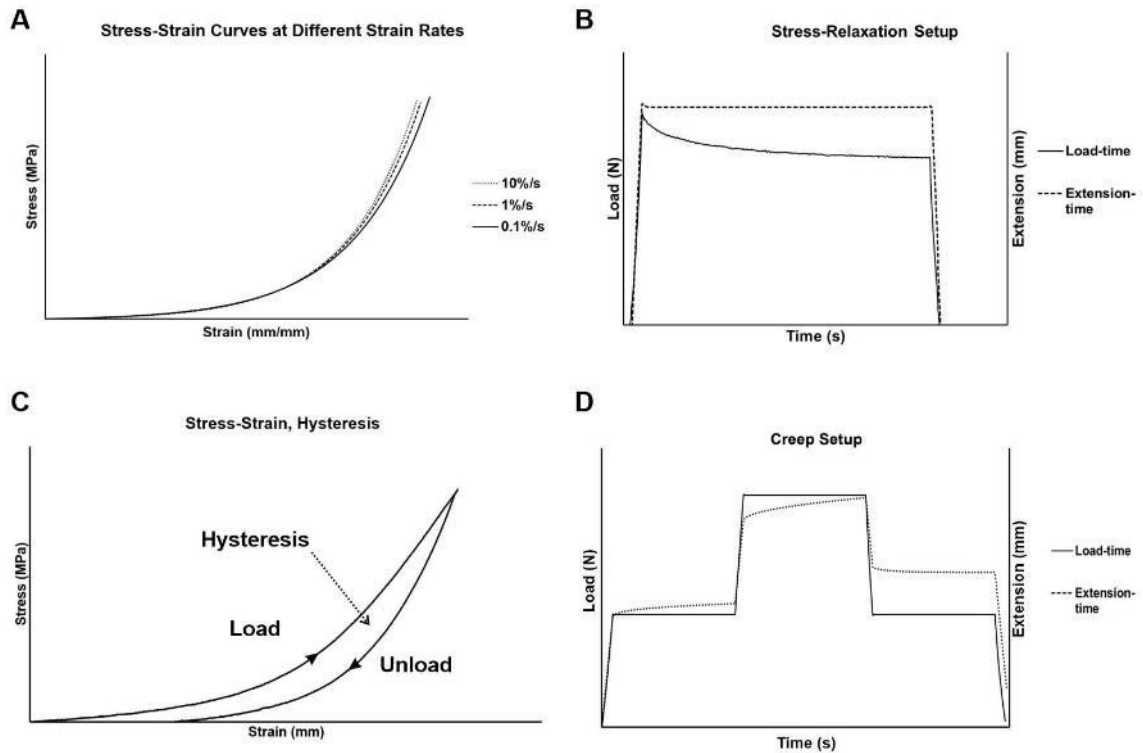 A
Stress-Strain Curves at Different Strain Rates
Stress (MPa)
10%/s
1%/s
0.1%/s
Strain (mm/mm)
B
Stress-Relaxation Setup
Load (N)
Extension (mm)
Load-time
Extension-
time
Time (s)
C
Stress-Strain, Hysteresis
Stress (MPa)
Hysteresis
Load
Unload
Strain (mm)
D
Creep Setup
Load (N)
Extension (mm)
Load-time
Extension-
time
Time (s)